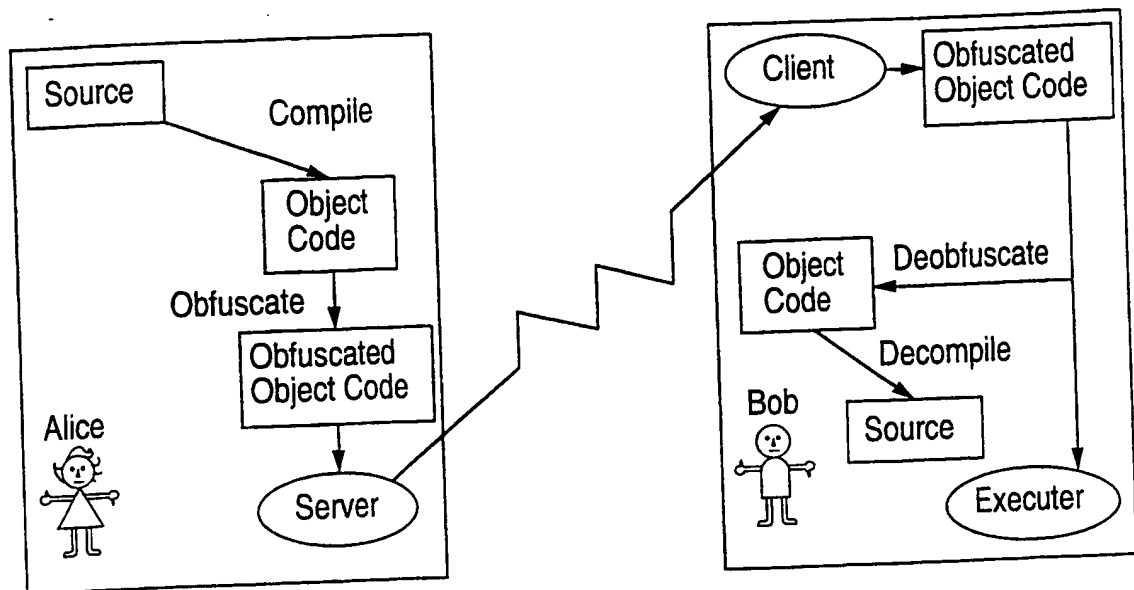 Source
Compile
Object
Code
Obfuscate
Obfuscated
Object Code
Alice
Server
Client
Obfuscated
Object Code
Object
Code
Deobfuscate
Decompile
Bob
Source
Executer